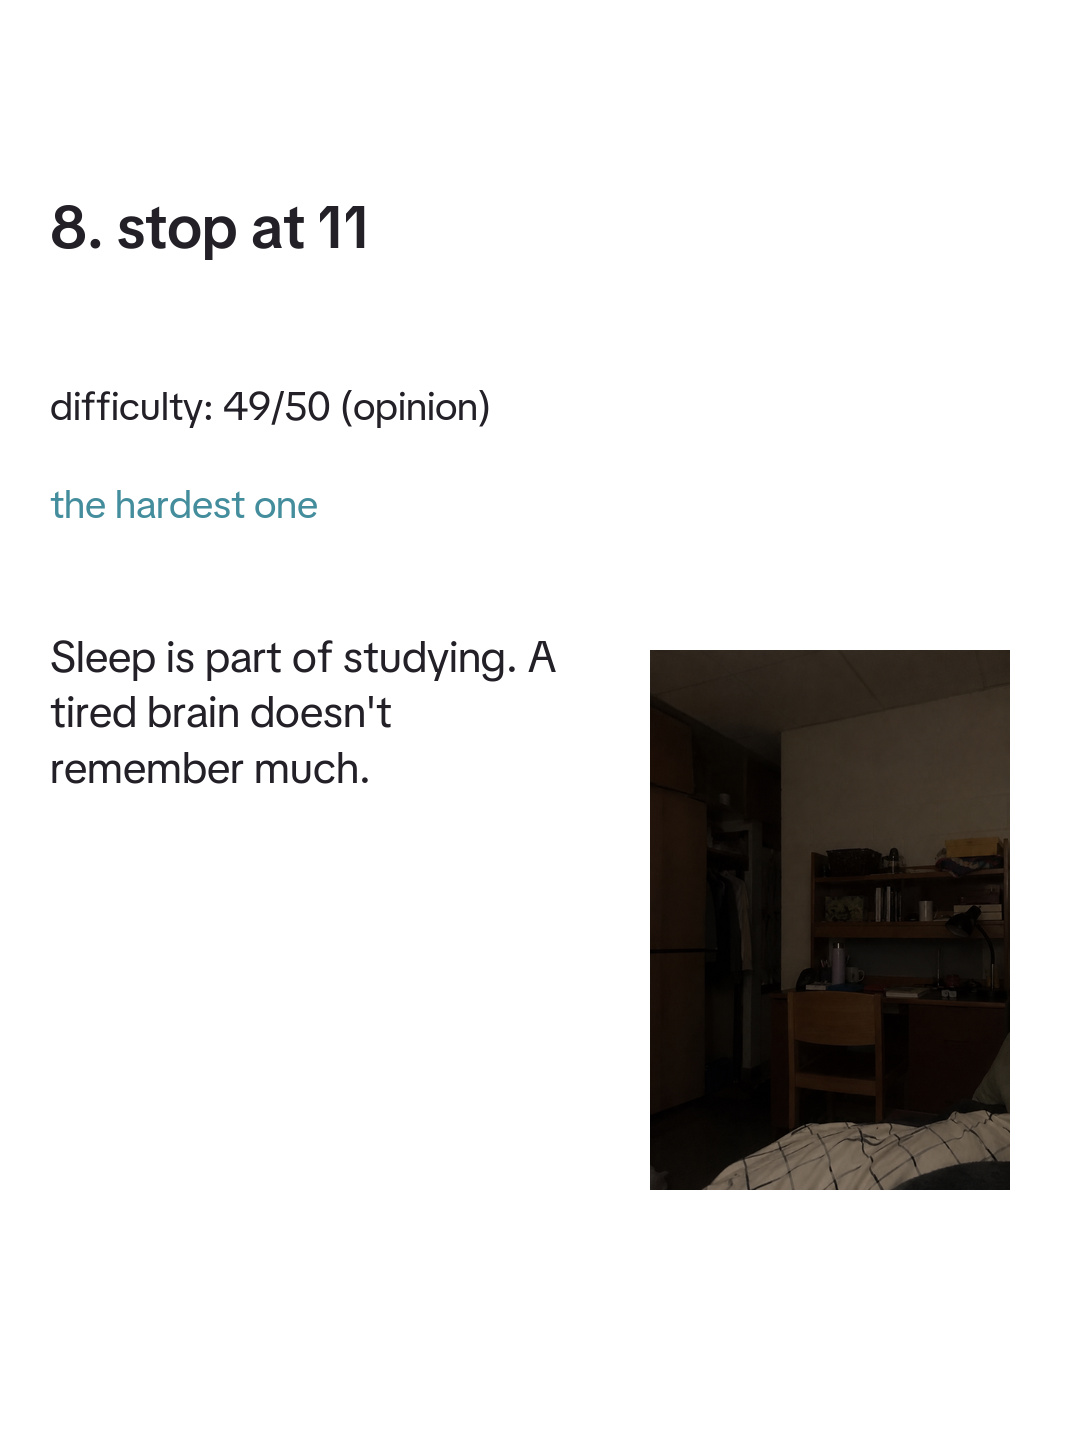 8. stop at 11
difficulty: 49/50 (opinion)
the hardest one
Sleep is part of studying. A
tired brain doesn't
remember much.